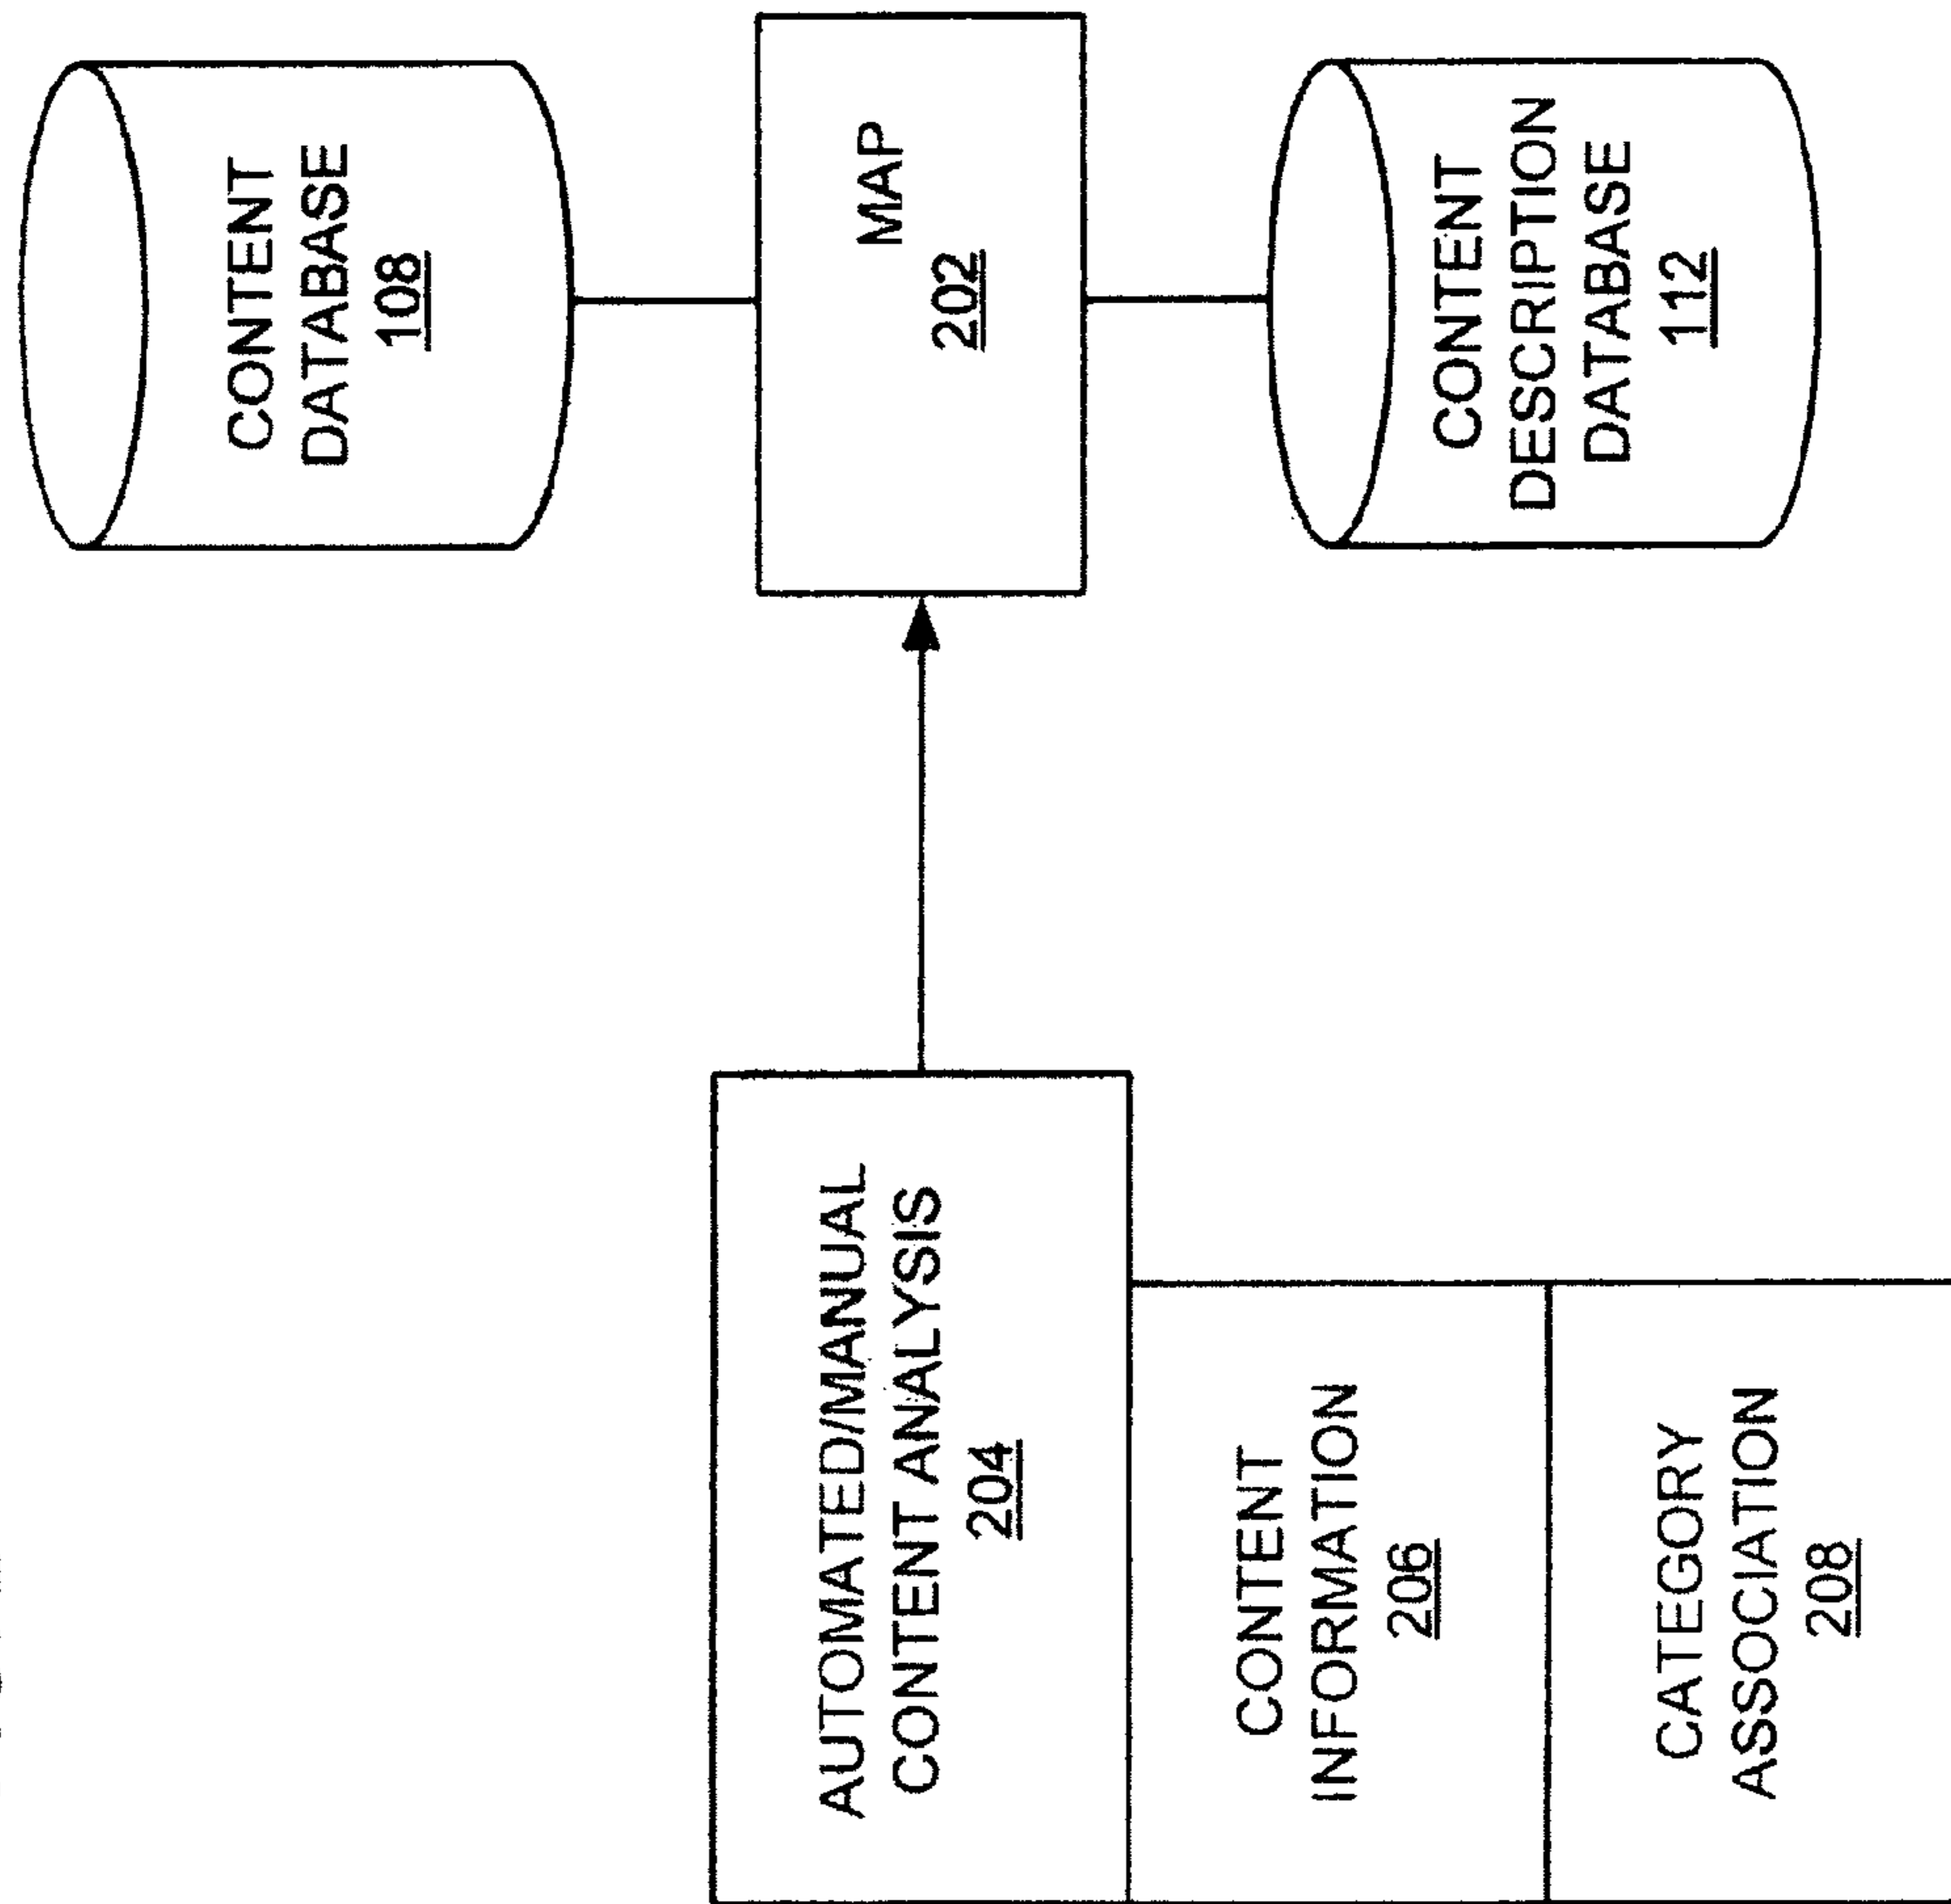 CONTENT
DATABASE
108
MAP
202
CONTENT
DESCRIPTION
DATABASE
112
AUTOMATED/MANUAL
CONTENT ANALYSIS
204
CONTENT
INFORMATION
206
CATEGORY
ASSOCIATION
208